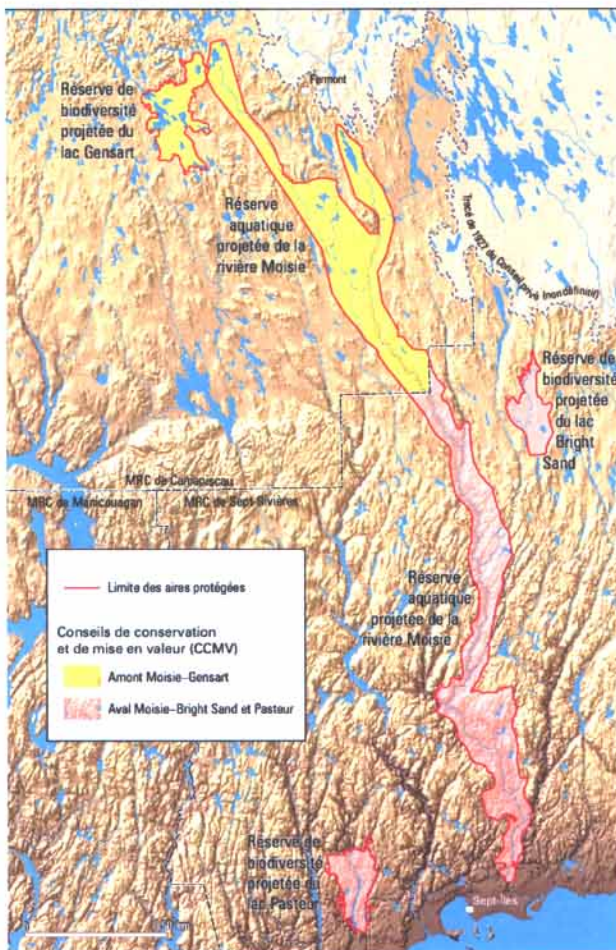 Fermont
Réserve de
biodiversité
projetée du
lac Gensart
Réserve
aquatique
projetée de la
rivière Moisie
Tracé de 1927 du Conseil privé (non définitif)
Réserve de
biodiversité
projetée
du lac
Bright
Sand
MRC de Caniapiscau
MRC de Manicouagan
MRC de Sept-Rivières
Limite des aires protégées
Conseils de conservation
et de mise en valeur (CCMV)
Amont Moisie–Gensart
Aval Moisie–Bright Sand et Pasteur
Réserve
aquatique
projetée de la
rivière Moisie
Réserve de
biodiversité
projetée du
lac Pasteur
Sept-Îles